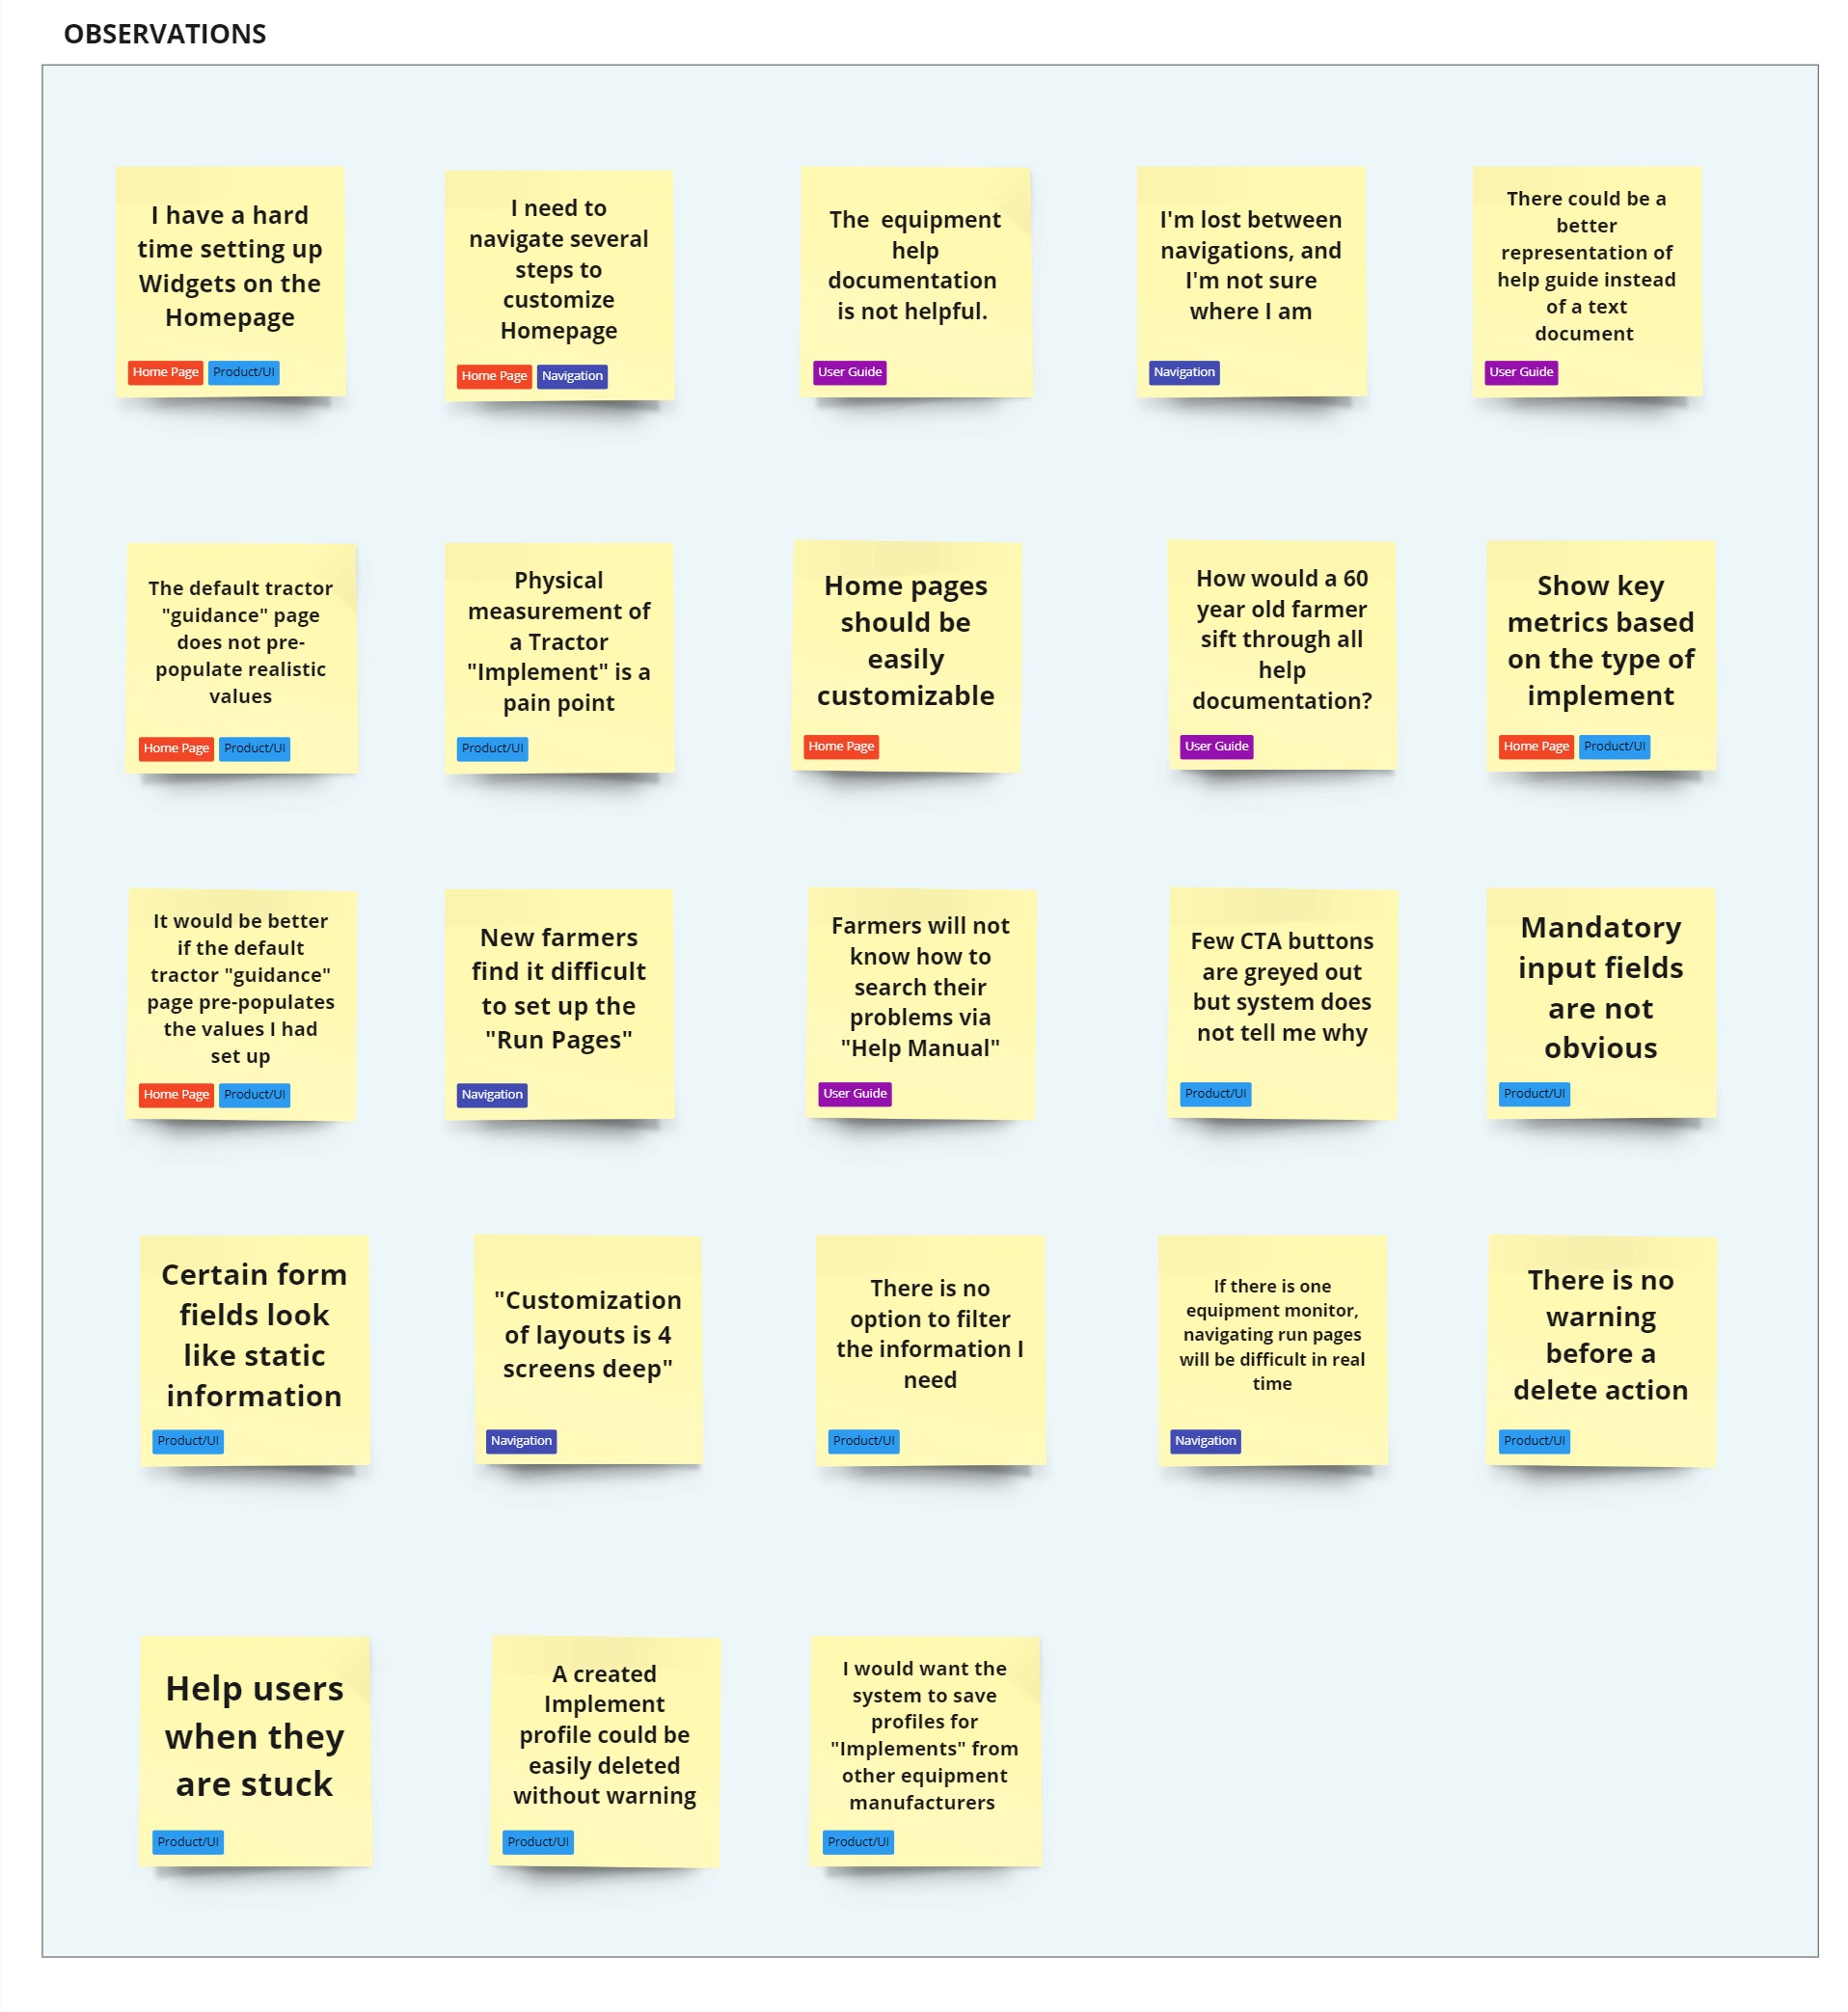 OBSERVATIONS
I have a hard
time setting up
Widgets on the
Homepage
Home Page Product/UI
I need to
navigate several
steps to
customize
Homepage
Home Page Navigation
The equipment
help
documentation
is not helpful.
User Guide
I'm lost between
navigations, and
I'm not sure
where I am
Navigation
There could be a
better
representation of
help guide instead
of a text
document
User Guide
The default tractor
"guidance" page
does not pre-
populate realistic
values
Home Page Product/UI
Physical
measurement of
a Tractor
"Implement" is a
pain point
Product/UI
Home pages
should be
easily
customizable
Home Page
How would a 60
year old farmer
sift through all
help
documentation?
User Guide
Show key
metrics based
on the type of
implement
Home Page Product/UI
It would be better
if the default
tractor "guidance"
page pre-populates
the values I had
set up
Home Page Product/UI
New farmers
find it difficult
to set up the
"Run Pages"
Navigation
Farmers will not
know how to
search their
problems via
"Help Manual"
User Guide
Few CTA buttons
are greyed out
but system does
not tell me why
Product/UI
Mandatory
input fields
are not
obvious
Product/UI
Certain form
fields look
like static
information
Product/UI
"Customization
of layouts is 4
screens deep"
Navigation
There is no
option to filter
the information I
need
Product/UI
If there is one
equipment monitor,
navigating run pages
will be difficult in real
time
Navigation
There is no
warning
before a
delete action
Product/UI
Help users
when they
are stuck
Product/UI
A created
Implement
profile could be
easily deleted
without warning
Product/UI
I would want the
system to save
profiles for
"Implements" from
other equipment
manufacturers
Product/UI